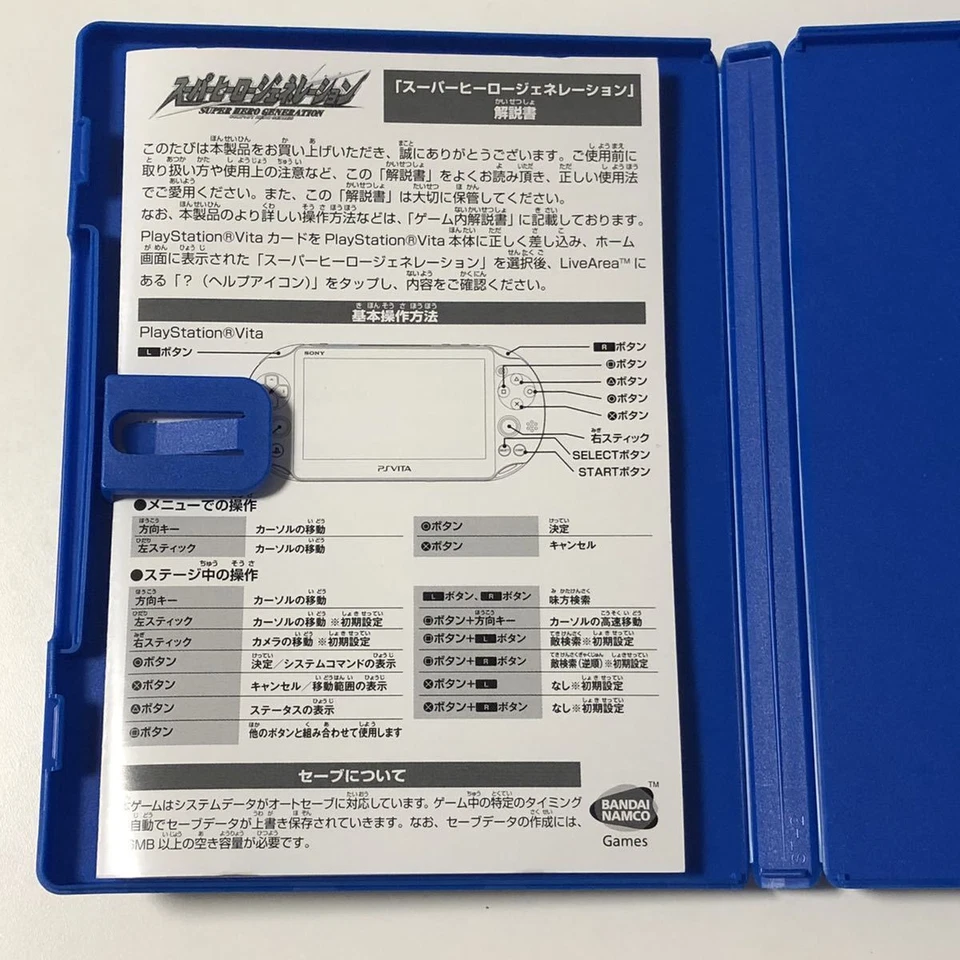 スーパーヒーロージェネレーション
SUPER HERO GENERATION
「スーパーヒーロージェネレーション」
解説書
このたびは本製品をお買い上げいただき、誠にありがとうございます。ご使用前に
取り扱い方や使用上の注意など、この「解説書」をよくお読み頂き、正しい使用法
でご愛用ください。また、この「解説書」は大切に保管してください。
なお、本製品のより詳しい操作方法などは、「ゲーム内解説書」に記載しております。
PlayStation®Vita カードを PlayStation®Vita 本体に正しく差し込み、ホーム
画面に表示された「スーパーヒーロージェネレーション」を選択後、LiveArea™ に
ある「?(ヘルプアイコン)」をタップし、内容をご確認ください。
基本操作方法
PlayStation®Vita
Lボタン
SONY
PSVITA
Rボタン
□ボタン
△ボタン
○ボタン
×ボタン
右スティック
SELECTボタン
STARTボタン
●メニューでの操作
方向キー カーソルの移動 ○ボタン 決定
左スティック カーソルの移動 ×ボタン キャンセル
●ステージ中の操作
方向キー カーソルの移動 Lボタン、Rボタン 味方検索
左スティック カーソルの移動 ※初期設定 □ボタン+方向キー カーソルの高速移動
右スティック カメラの移動 ※初期設定 □ボタン+Lボタン 敵検索※初期設定
○ボタン 決定/システムコマンドの表示 □ボタン+Rボタン 敵検索(逆順)※初期設定
×ボタン キャンセル/移動範囲の表示 ×ボタン+L なし※初期設定
△ボタン ステータスの表示 ×ボタン+Rボタン なし※初期設定
□ボタン 他のボタンと組み合わせて使用します
セーブについて
本ゲームはシステムデータがオートセーブに対応しています。ゲーム中の特定のタイミング
自動でセーブデータが上書き保存されていきます。なお、セーブデータの作成には、
MB 以上の空き容量が必要です。
BANDAI
NAMCO
TM
Games